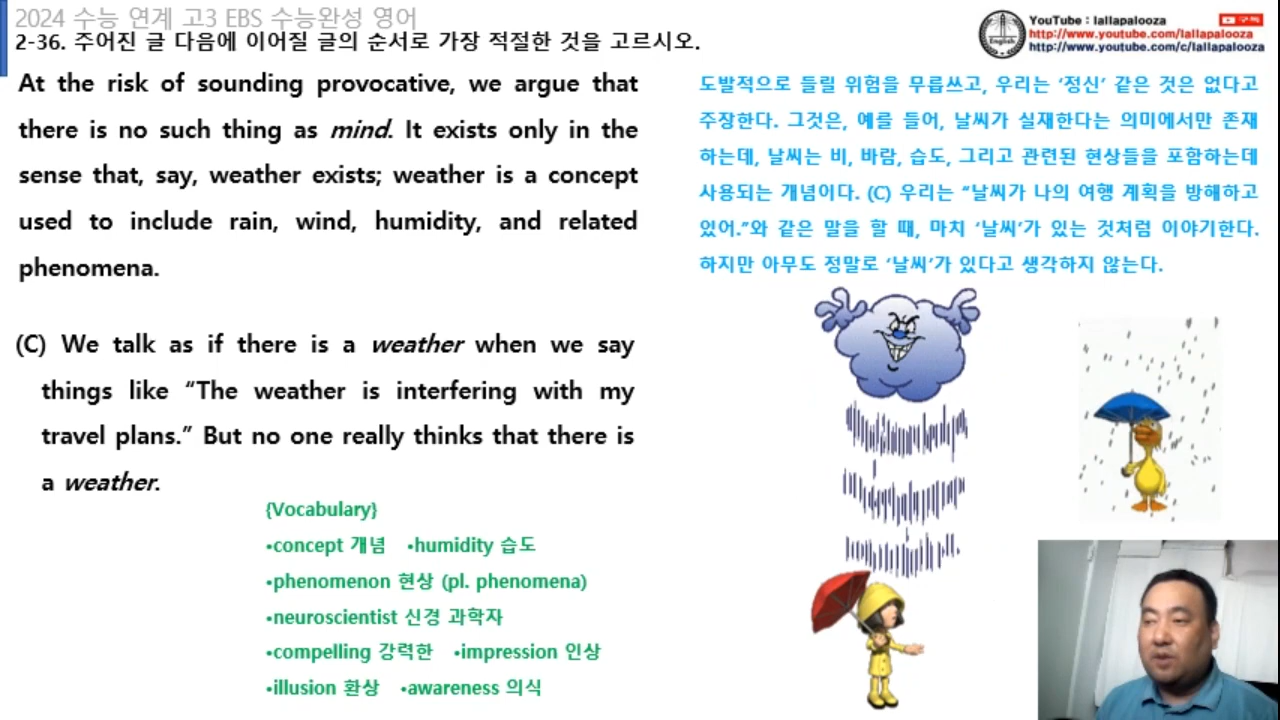 2024 수능 연계 고3 EBS 수능완성 영어
2-36. 주어진 글 다음에 이어질 글의 순서로 가장 적절한 것을 고르시오.
YouTube : lallapalooza
구독
http://www.youtube.com/lallapalooza
http://www.youtube.com/c/lallapalooza
English
At the risk of sounding provocative, we argue that
there is no such thing as mind. It exists only in the
sense that, say, weather exists; weather is a concept
used to include rain, wind, humidity, and related
phenomena.
(C) We talk as if there is a weather when we say
things like “The weather is interfering with my
travel plans.” But no one really thinks that there is
a weather.
도발적으로 들릴 위험을 무릅쓰고, 우리는 ‘정신’ 같은 것은 없다고
주장한다. 그것은, 예를 들어, 날씨가 실재한다는 의미에서만 존재
하는데, 날씨는 비, 바람, 습도, 그리고 관련된 현상들을 포함하는데
사용되는 개념이다. (C) 우리는 “날씨가 나의 여행 계획을 방해하고
있어.”와 같은 말을 할 때, 마치 ‘날씨’가 있는 것처럼 이야기한다.
하지만 아무도 정말로 ‘날씨’가 있다고 생각하지 않는다.
{Vocabulary}
•concept 개념 •humidity 습도
•phenomenon 현상 (pl. phenomena)
•neuroscientist 신경 과학자
•compelling 강력한 •impression 인상
•illusion 환상 •awareness 의식